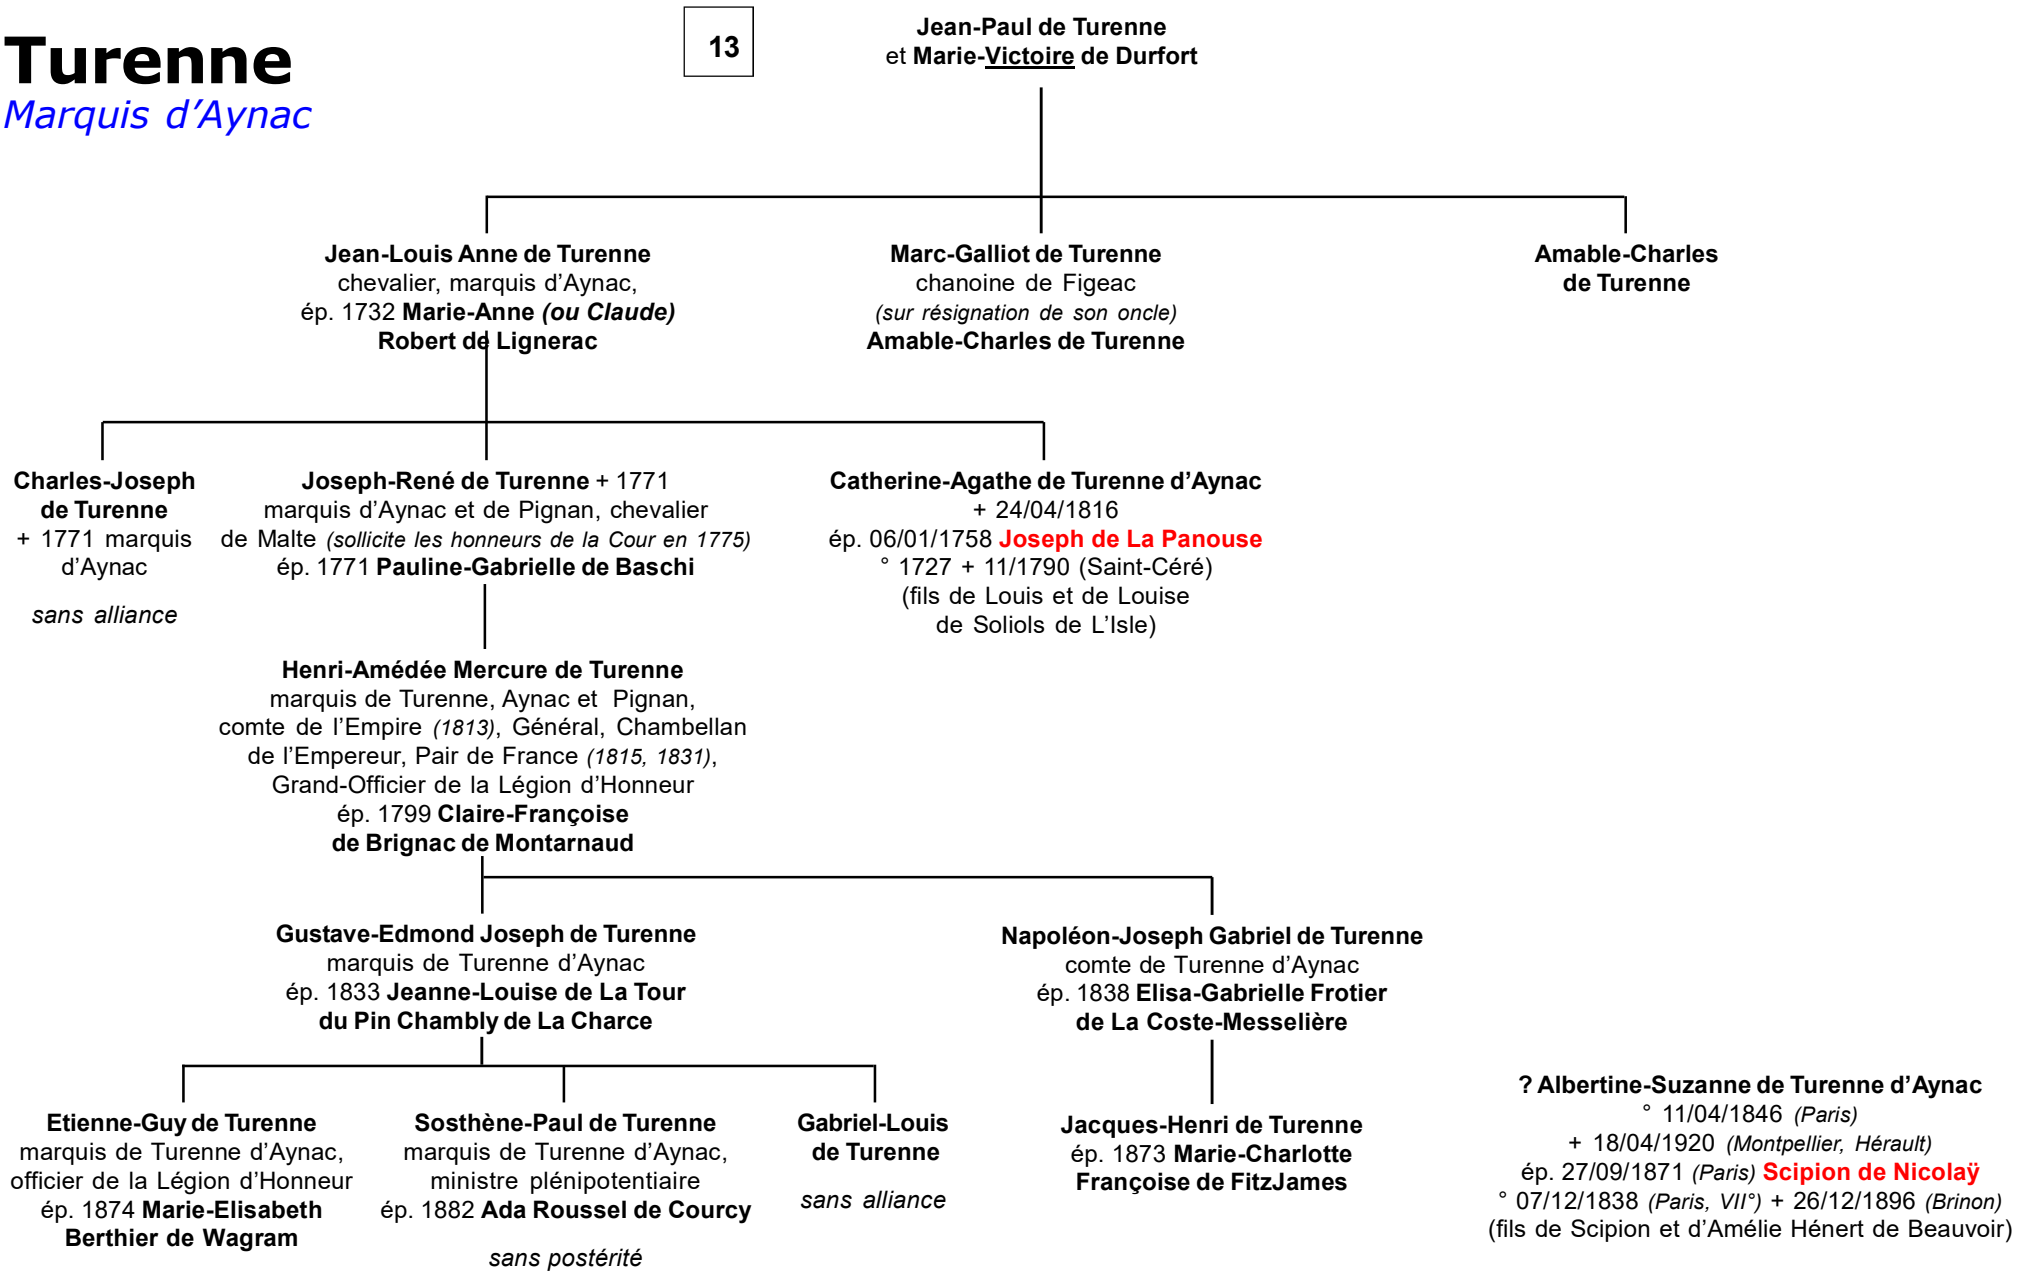 Turenne
Marquis d'Aynac
13
Jean-Paul de Turenne
et Marie-Victoire de Durfort
Jean-Louis Anne de Turenne
chevalier, marquis d'Aynac,
ép. 1732 Marie-Anne (ou Claude)
Robert de Lignerac
Marc-Galliot de Turenne
chanoine de Figeac
(sur résignation de son oncle)
Amable-Charles de Turenne
Amable-Charles
de Turenne
Charles-Joseph
de Turenne
+ 1771 marquis
d'Aynac
sans alliance
Joseph-René de Turenne + 1771
marquis d'Aynac et de Pignan, chevalier
de Malte (sollicite les honneurs de la Cour en 1775)
ép. 1771 Pauline-Gabrielle de Baschi
Catherine-Agathe de Turenne d'Aynac
+ 24/04/1816
ép. 06/01/1758 Joseph de La Panouse
° 1727 + 11/1790 (Saint-Céré)
(fils de Louis et de Louise
de Soliols de L'Isle)
Henri-Amédée Mercure de Turenne
marquis de Turenne, Aynac et Pignan,
comte de l'Empire (1813), Général, Chambellan
de l'Empereur, Pair de France (1815, 1831),
Grand-Officier de la Légion d'Honneur
ép. 1799 Claire-Françoise
de Brignac de Montarnaud
Gustave-Edmond Joseph de Turenne
marquis de Turenne d'Aynac
ép. 1833 Jeanne-Louise de La Tour
du Pin Chambly de La Charce
Napoléon-Joseph Gabriel de Turenne
comte de Turenne d'Aynac
ép. 1838 Elisa-Gabrielle Frotier
de La Coste-Messelière
Etienne-Guy de Turenne
marquis de Turenne d'Aynac,
officier de la Légion d'Honneur
ép. 1874 Marie-Elisabeth
Berthier de Wagram
Sosthène-Paul de Turenne
marquis de Turenne d'Aynac,
ministre plénipotentiaire
ép. 1882 Ada Roussel de Courcy
sans postérité
Gabriel-Louis
de Turenne
sans alliance
Jacques-Henri de Turenne
ép. 1873 Marie-Charlotte
Françoise de FitzJames
? Albertine-Suzanne de Turenne d'Aynac
° 11/04/1846 (Paris)
+ 18/04/1920 (Montpellier, Hérault)
ép. 27/09/1871 (Paris) Scipion de Nicolaÿ
° 07/12/1838 (Paris, VII°) + 26/12/1896 (Brinon)
(fils de Scipion et d'Amélie Hénert de Beauvoir)